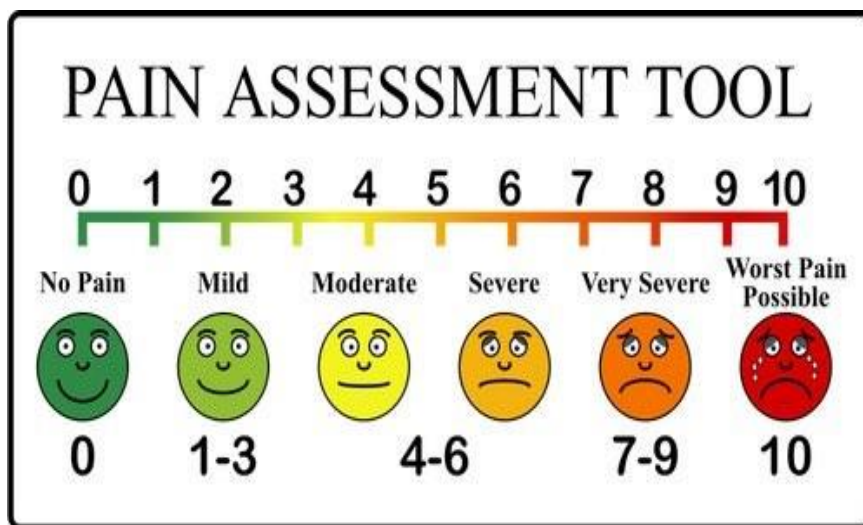 PAIN ASSESSMENT TOOL
0 1 2 3 4 5 6 7 8 9 10
No Pain Mild Moderate Severe Very Severe Worst Pain
Possible
0 1-3 4-6 7-9 10